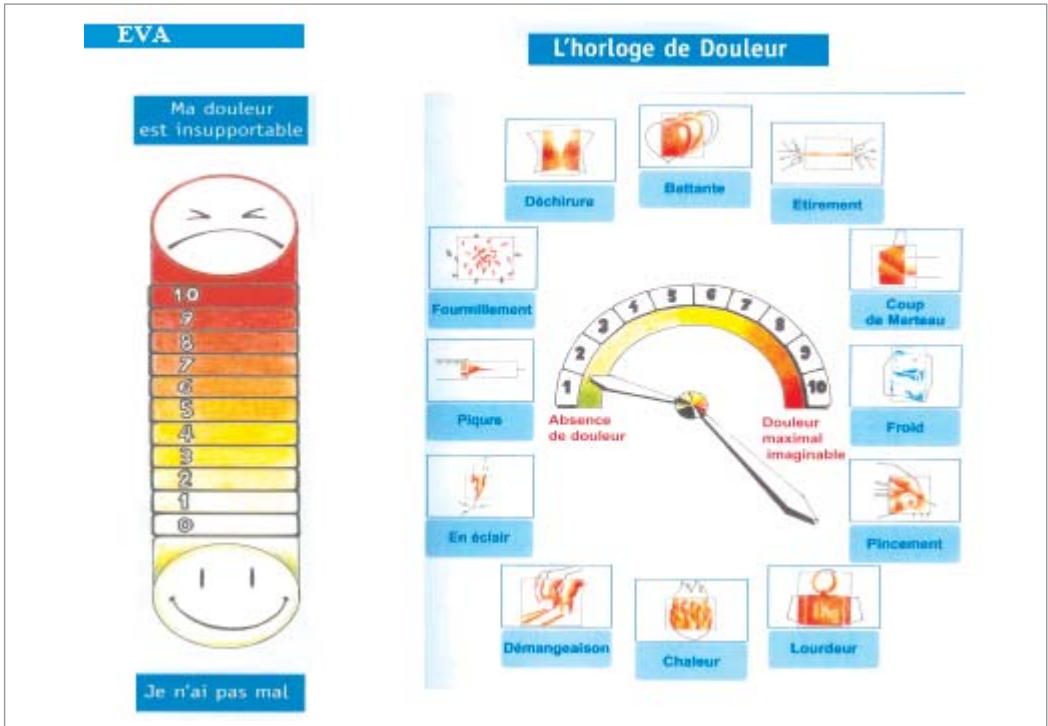 EVA
Ma douleur
est insupportable
10
9
8
7
6
5
4
3
2
1
0
Je n'ai pas mal
L'horloge de Douleur
Déchirure
Battante
Etirement
Fourmillement
Coup
de Marteau
Piqure
Froid
En éclair
Pincement
Démangeaison
Chaleur
Lourdeur
1
2
3
4
5
6
7
8
9
10
Absence
de douleur
Douleur
maximal
imaginable